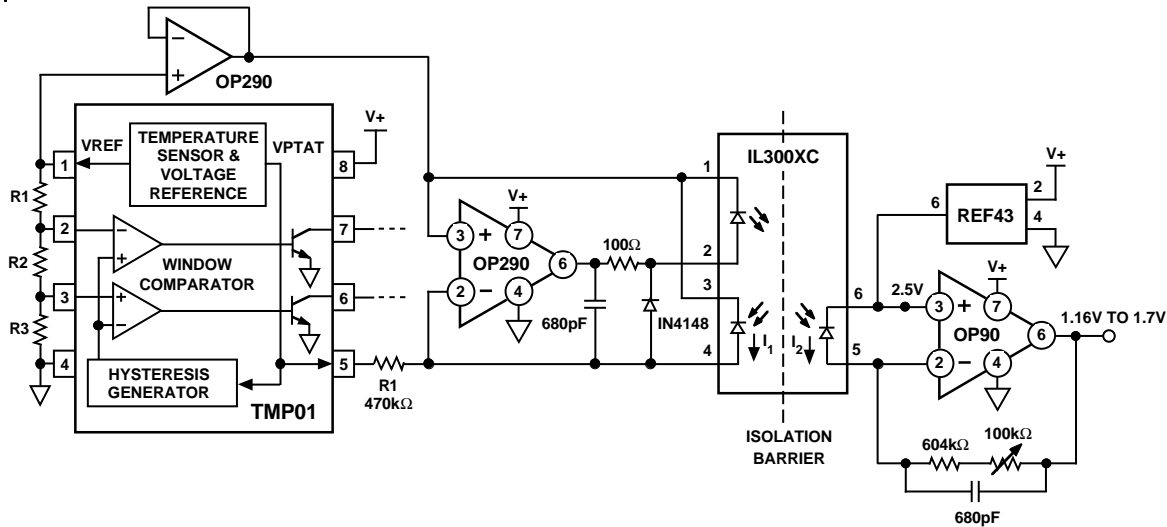 −
+
OP290
VREF
TEMPERATURE
SENSOR &
VOLTAGE
REFERENCE
VPTAT
V+
1
8
R1
2
−
+
7
R2
WINDOW
COMPARATOR
3
+
−
6
R3
4
HYSTERESIS
GENERATOR
5
TMP01
R1
470kΩ
V+
3
+
7
OP290
6
2
−
4
100Ω
680pF
IN4148
IL300XC
1
2
3
4
I1
I2
6
5
ISOLATION
BARRIER
V+
6
REF43
2
4
2.5V
V+
3
+
7
OP90
6
2
−
4
1.16V TO 1.7V
604kΩ
100kΩ
680pF